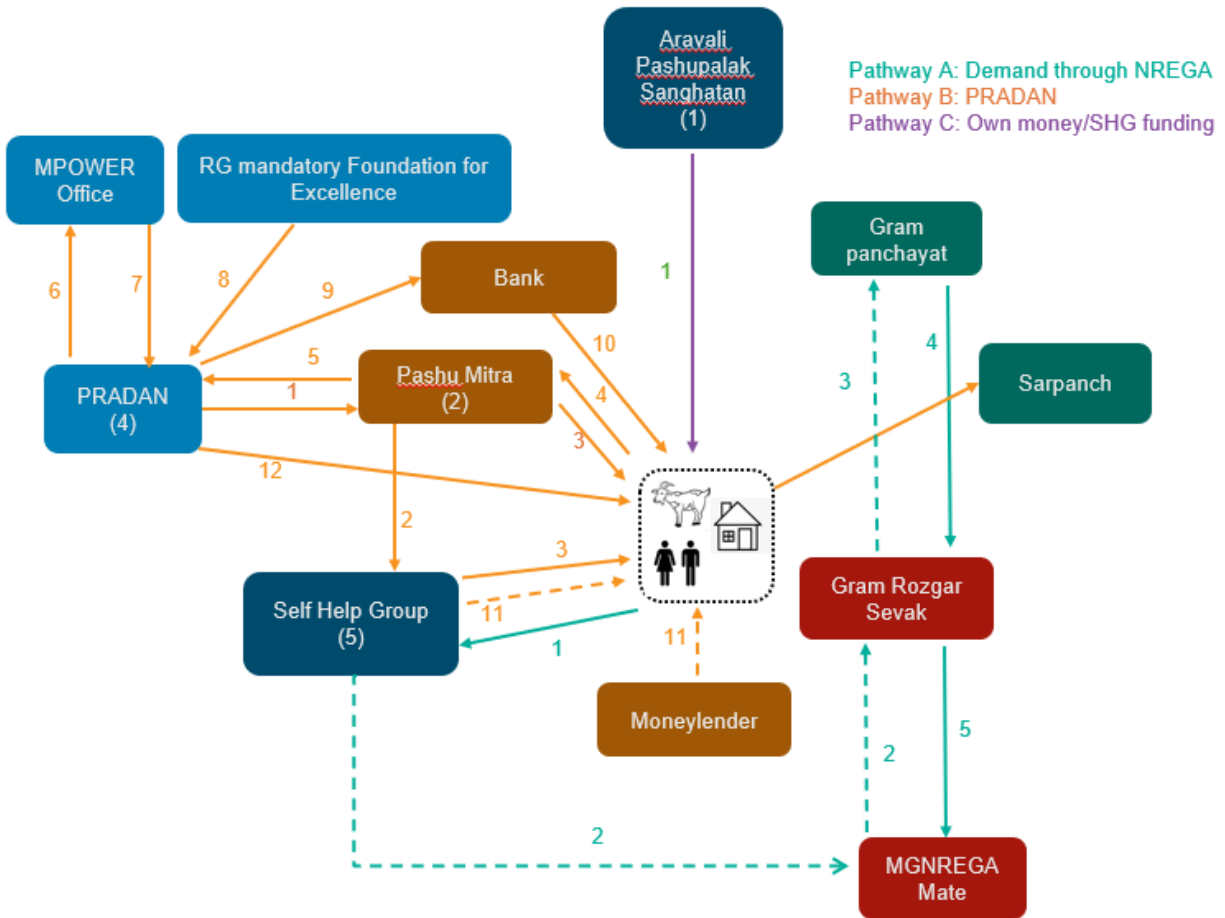 Aravali
Pashupalak
Sanghatan
(1)
Pathway A: Demand through NREGA
Pathway B: PRADAN
Pathway C: Own money/SHG funding
MPOWER
Office
RG mandatory Foundation for
Excellence
Gram
panchayat
Bank
6
7
8
9
1
10
4
5
Pashu Mitra
(2)
4
3
Sarpanch
PRADAN
(4)
1
3
12
2
3
Self Help Group
(5)
11
1
11
Gram Rozgar
Sevak
Moneylender
2
5
2
MGNREGA
Mate